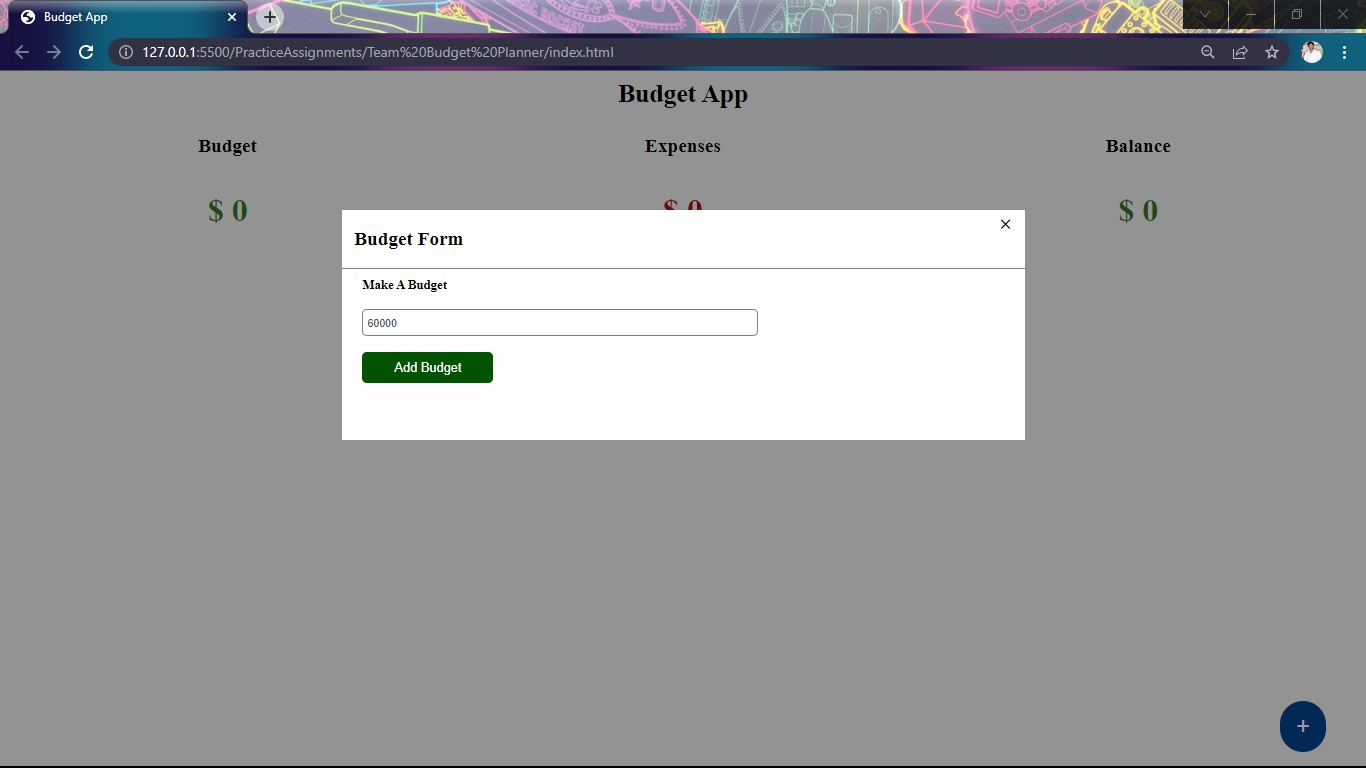 Budget App
127.0.0.1:5500/PracticeAssignments/Team%20Budget%20Planner/index.html
Budget App
Budget Expenses Balance
$ 0 $ 0 $ 0
Budget Form
Make A Budget
60000
Add Budget
+